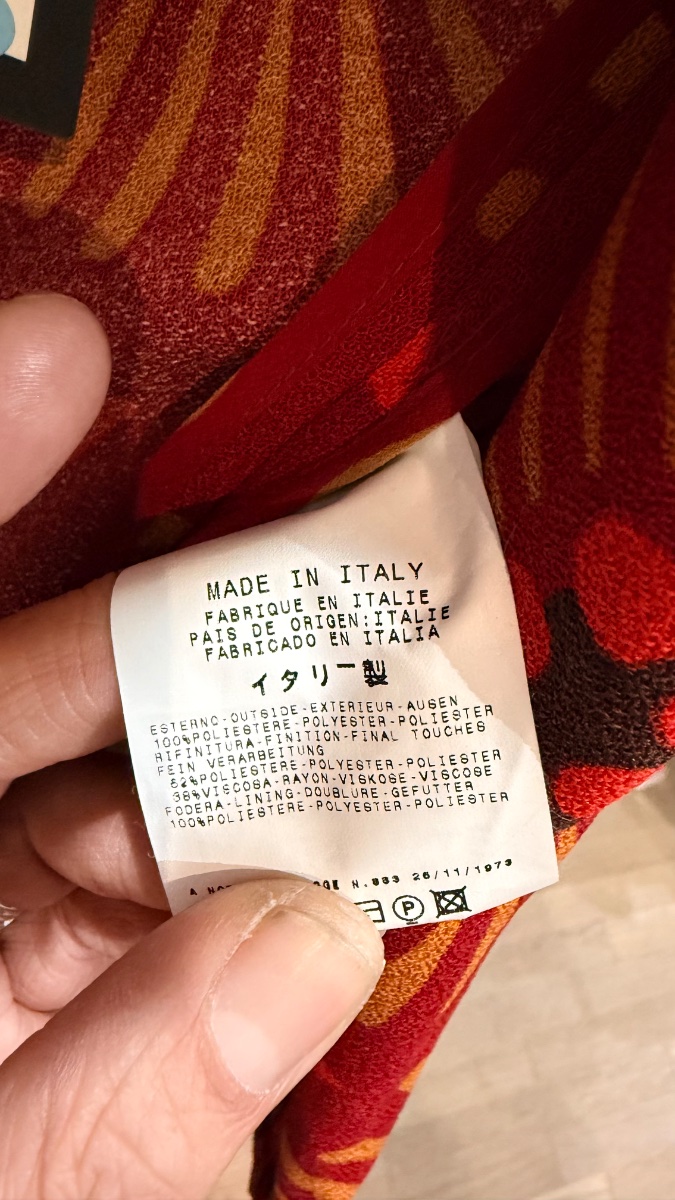 MADE IN ITALY
FABRIQUE EN ITALIE
PAIS DE ORIGEN:ITALIE
FABRICADO EN ITALIA
イタリー製
ESTERNO-OUTSIDE-EXTERIEUR-AUSEN
100%POLIESTERE-POLYESTER-POLIESTER
RIFINITURA-FINITION-FINAL TOUCHES
FEIN VERARBEITUNG
62%POLIESTERE-POLYESTER-POLIESTER
38%VISCOSA-RAYON-VISKOSE-VISCOSE
FODERA-LINING-DOUBLURE-GEFUTTER
100%POLIESTERE-POLYESTER-POLIESTER
A N.883 26/11/1973
P